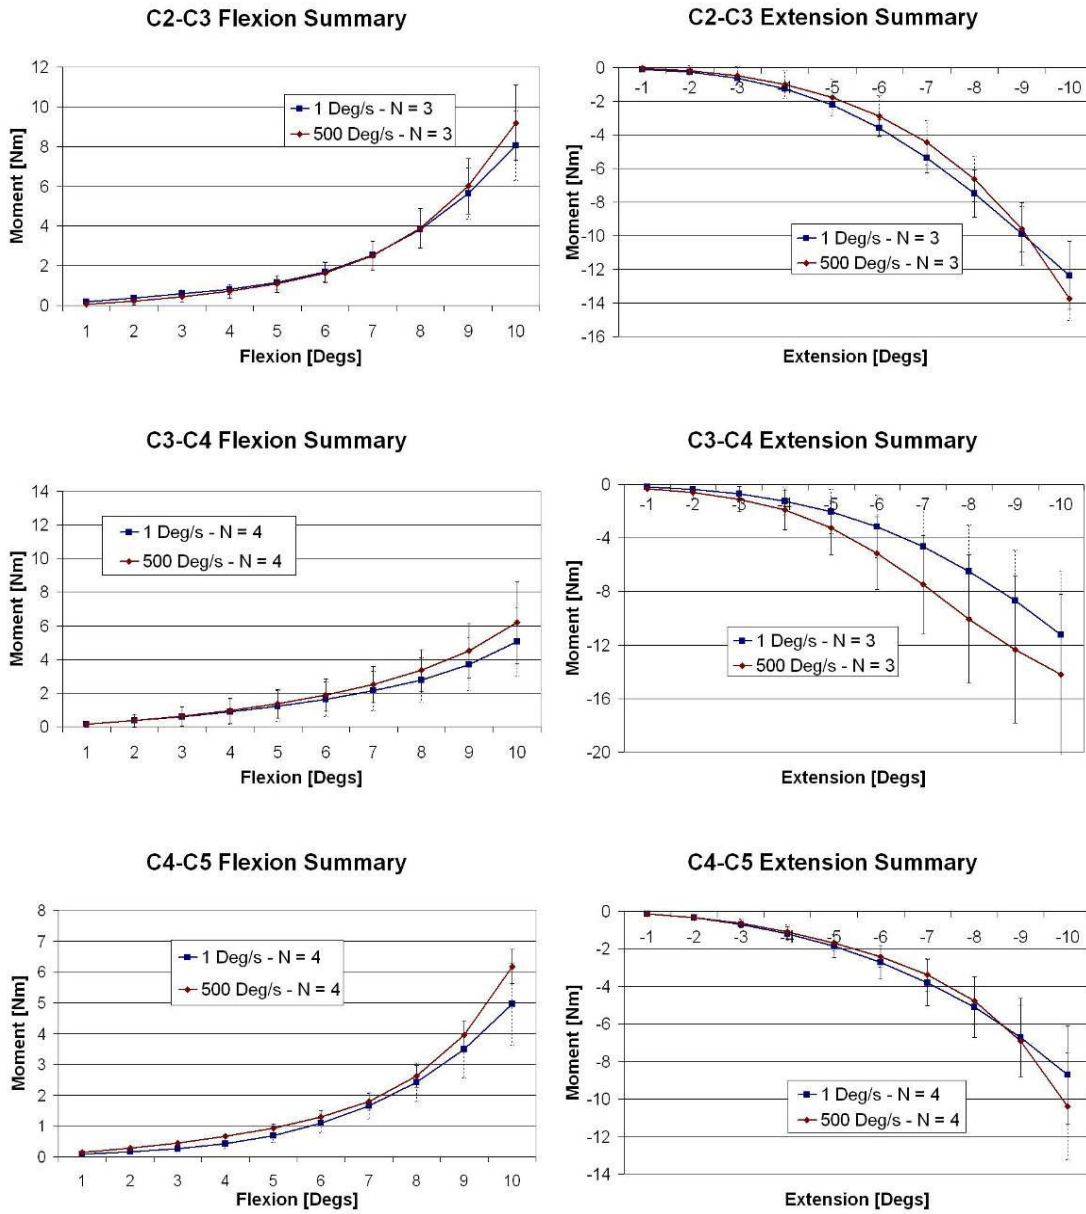 C2-C3 Flexion Summary
12
10
8
6
4
2
0
Moment [Nm]
1 Deg/s - N = 3
500 Deg/s - N = 3
1 2 3 4 5 6 7 8 9 10
Flexion [Degs]
C2-C3 Extension Summary
0
-2
-4
-6
-8
-10
-12
-14
-16
Moment [Nm]
-1 -2 -3 -4 -5 -6 -7 -8 -9 -10
1 Deg/s - N = 3
500 Deg/s - N = 3
Extension [Degs]
C3-C4 Flexion Summary
14
12
10
8
6
4
2
0
Moment [Nm]
1 Deg/s - N = 4
500 Deg/s - N = 4
1 2 3 4 5 6 7 8 9 10
Flexion [Degs]
C3-C4 Extension Summary
0
-4
-8
-12
-16
-20
Moment [Nm]
-1 -2 -3 -4 -5 -6 -7 -8 -9 -10
1 Deg/s - N = 3
500 Deg/s - N = 3
Extension [Degs]
C4-C5 Flexion Summary
8
7
6
5
4
3
2
1
0
Moment [Nm]
1 Deg/s - N = 4
500 Deg/s - N = 4
1 2 3 4 5 6 7 8 9 10
Flexion [Degs]
C4-C5 Extension Summary
0
-2
-4
-6
-8
-10
-12
-14
Moment [Nm]
-1 -2 -3 -4 -5 -6 -7 -8 -9 -10
1 Deg/s - N = 4
500 Deg/s - N = 4
Extension [Degs]